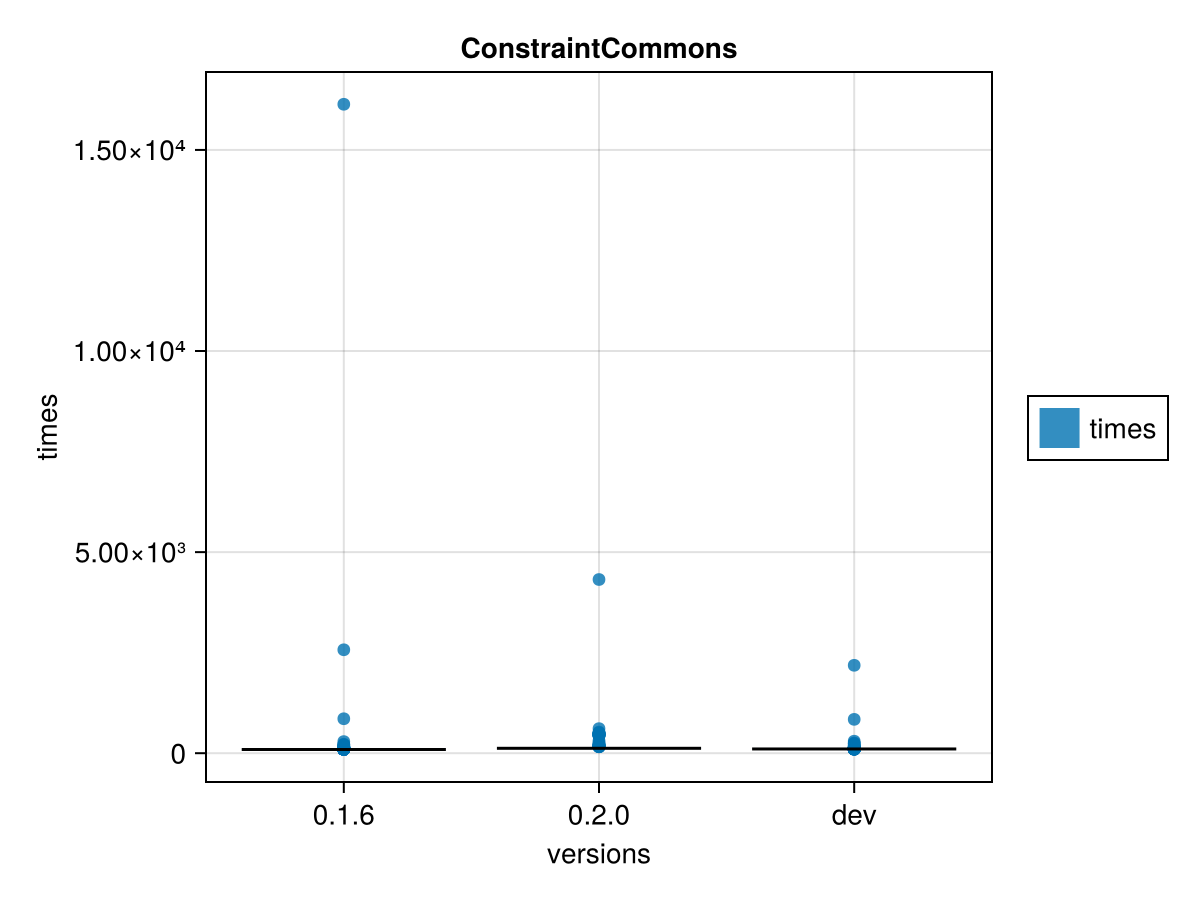 ConstraintCommons
1.50×10⁴
1.00×10⁴
5.00×10³
0
times
0.1.6
0.2.0
dev
versions
times